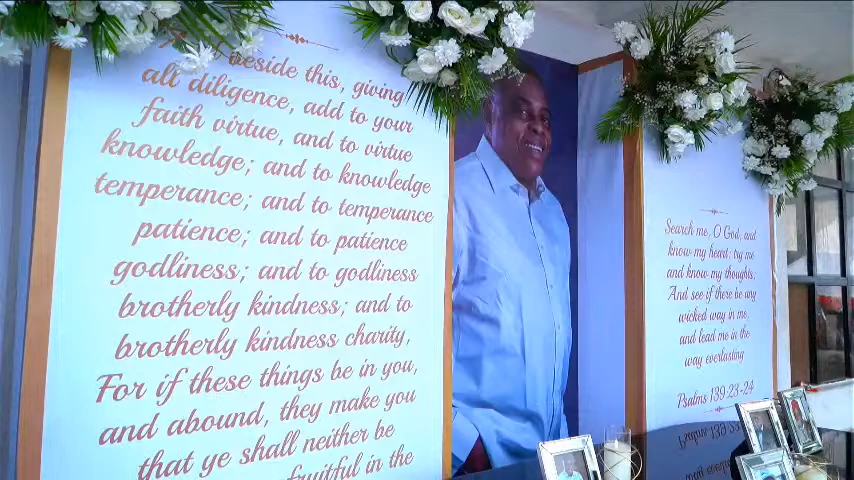 beside this, giving
all diligence, add to your
faith virtue, and to virtue
knowledge; and to knowledge
temperance; and to temperance
patience; and to patience
godliness; and to godliness
brotherly kindness; and to
brotherly kindness charity.
For if these things be in you,
and abound, they make you
that ye shall neither be
fruitful in the
Search me, O God, and
know my heart: try me
and know my thoughts:
And see if there be any
wicked way in me,
and lead me in the
way everlasting
Psalms 139 23-24